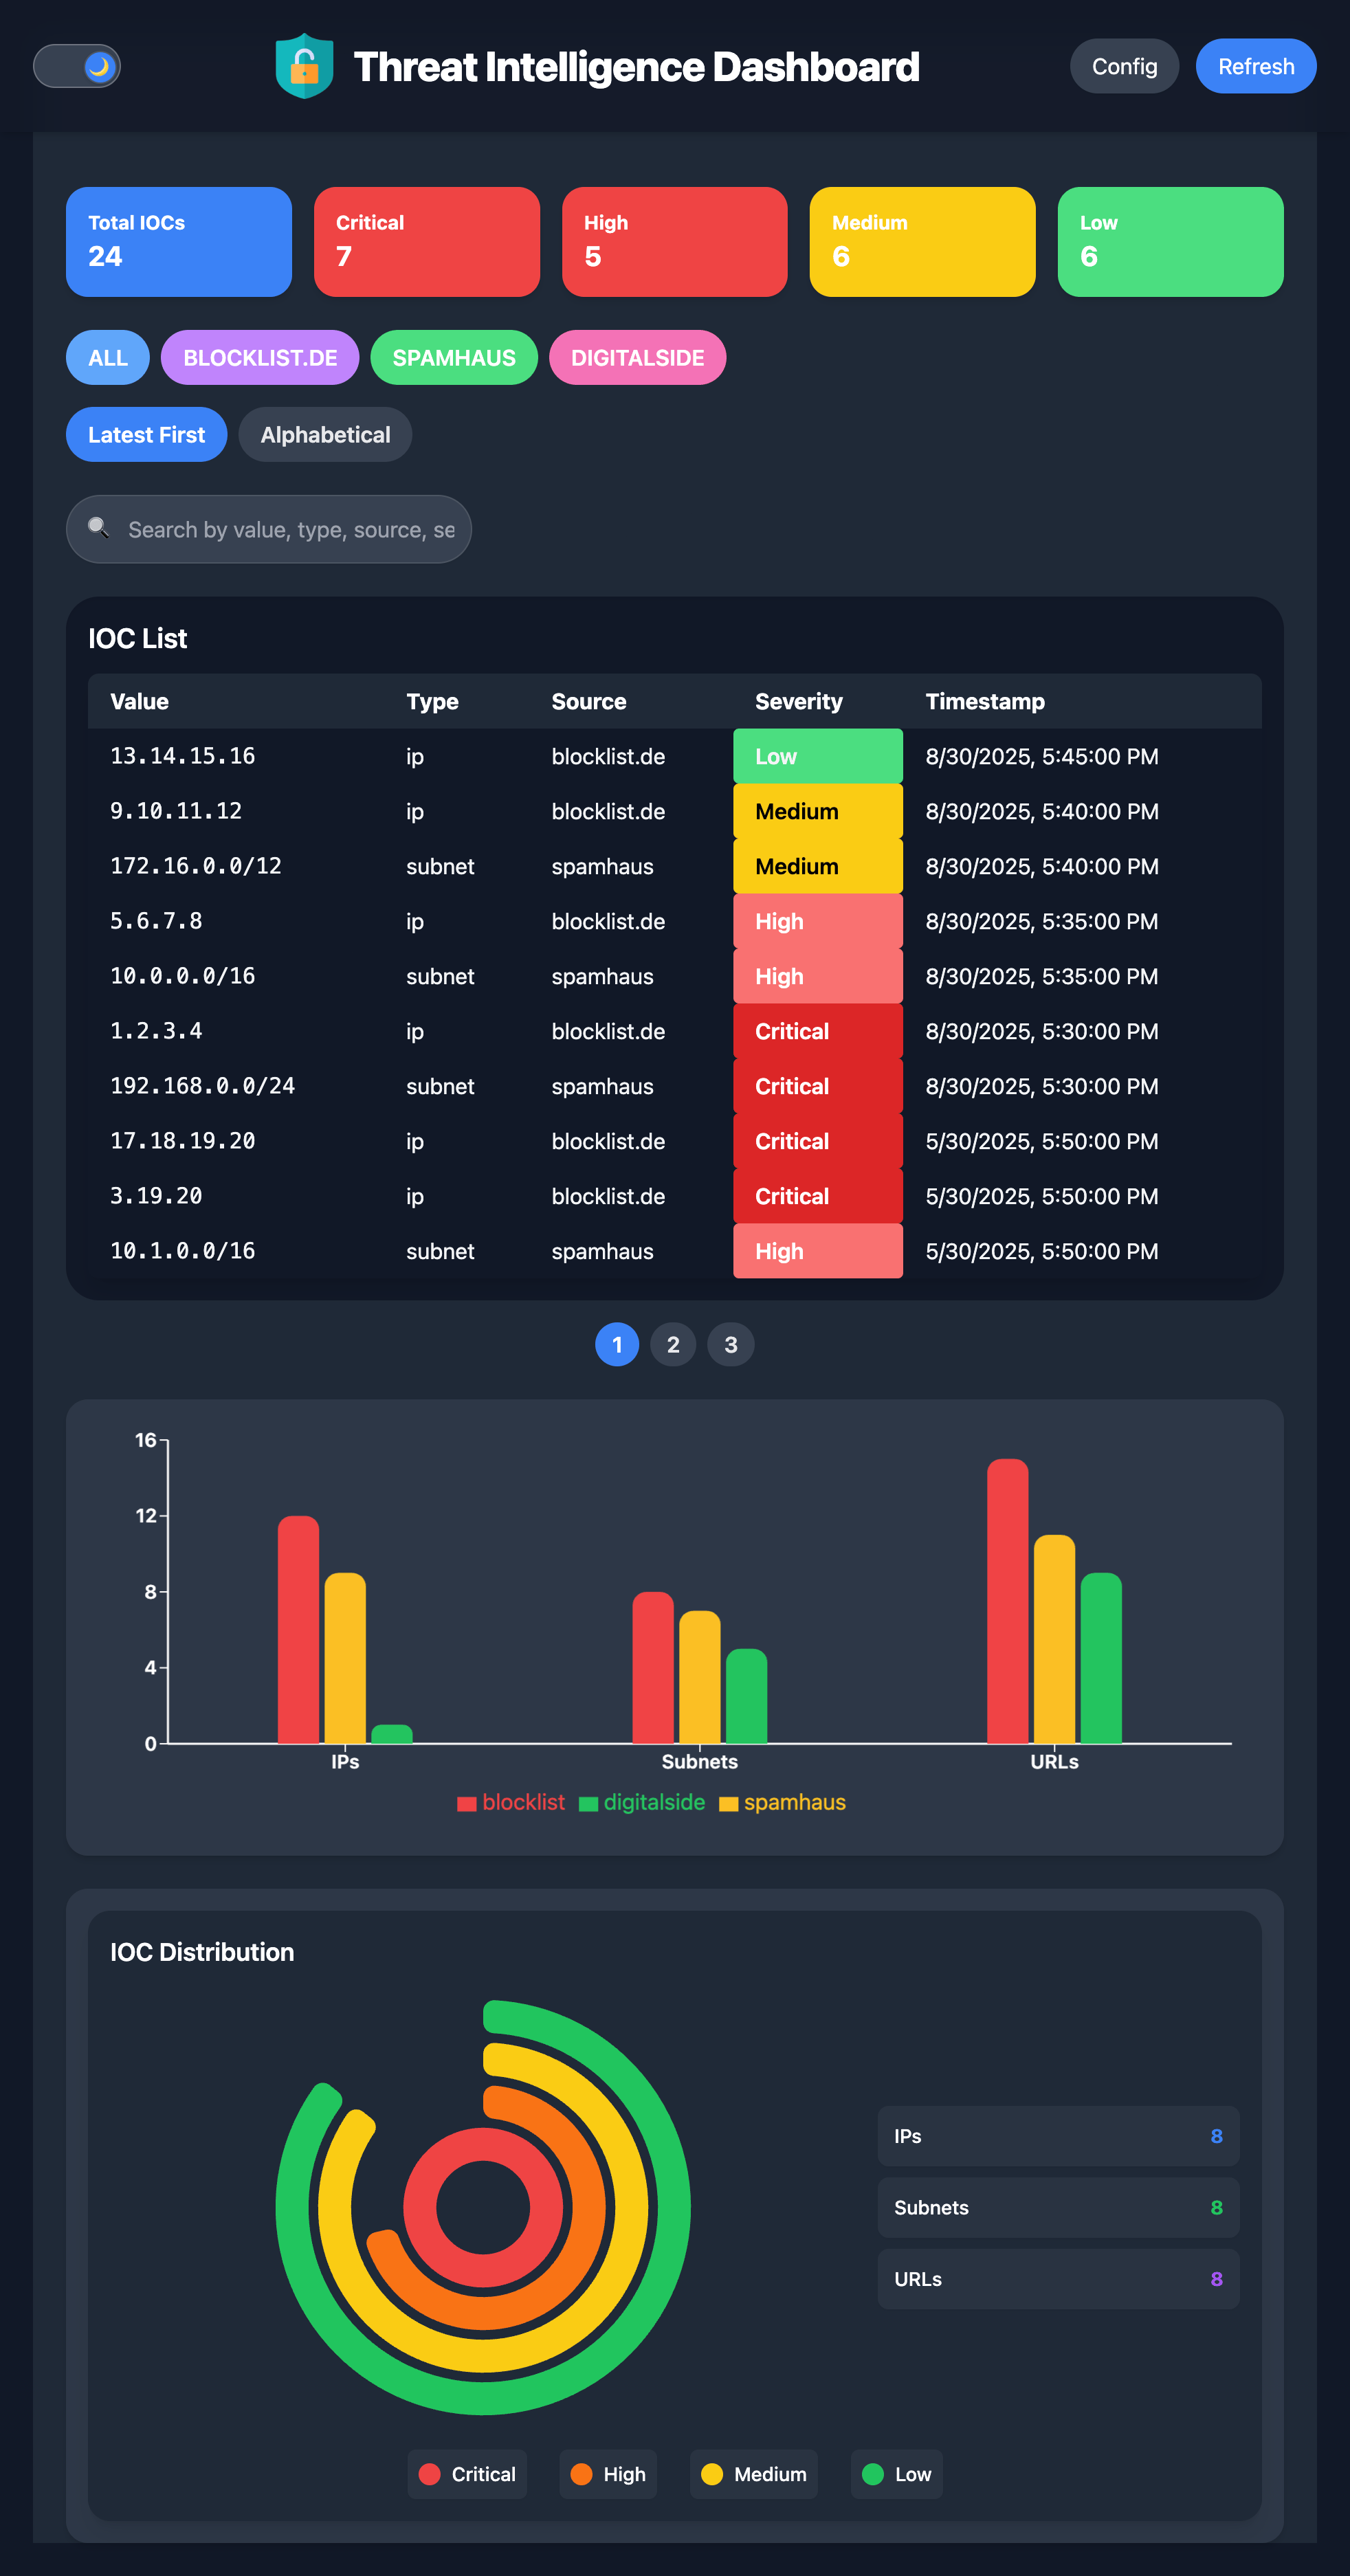 Threat Intelligence Dashboard
Config
Refresh
Total IOCs
24
Critical
7
High
5
Medium
6
Low
6
ALL BLOCKLIST.DE SPAMHAUS DIGITALSIDE
Latest First Alphabetical
Search by value, type, source, se
IOC List
Value Type Source Severity Timestamp
13.14.15.16 ip blocklist.de Low 8/30/2025, 5:45:00 PM
9.10.11.12 ip blocklist.de Medium 8/30/2025, 5:40:00 PM
172.16.0.0/12 subnet spamhaus Medium 8/30/2025, 5:40:00 PM
5.6.7.8 ip blocklist.de High 8/30/2025, 5:35:00 PM
10.0.0.0/16 subnet spamhaus High 8/30/2025, 5:35:00 PM
1.2.3.4 ip blocklist.de Critical 8/30/2025, 5:30:00 PM
192.168.0.0/24 subnet spamhaus Critical 8/30/2025, 5:30:00 PM
17.18.19.20 ip blocklist.de Critical 5/30/2025, 5:50:00 PM
3.19.20 ip blocklist.de Critical 5/30/2025, 5:50:00 PM
10.1.0.0/16 subnet spamhaus High 5/30/2025, 5:50:00 PM
1 2 3
16
12
8
4
0
IPs Subnets URLs
blocklist digitalside spamhaus
IOC Distribution
IPs 8
Subnets 8
URLs 8
Critical High Medium Low